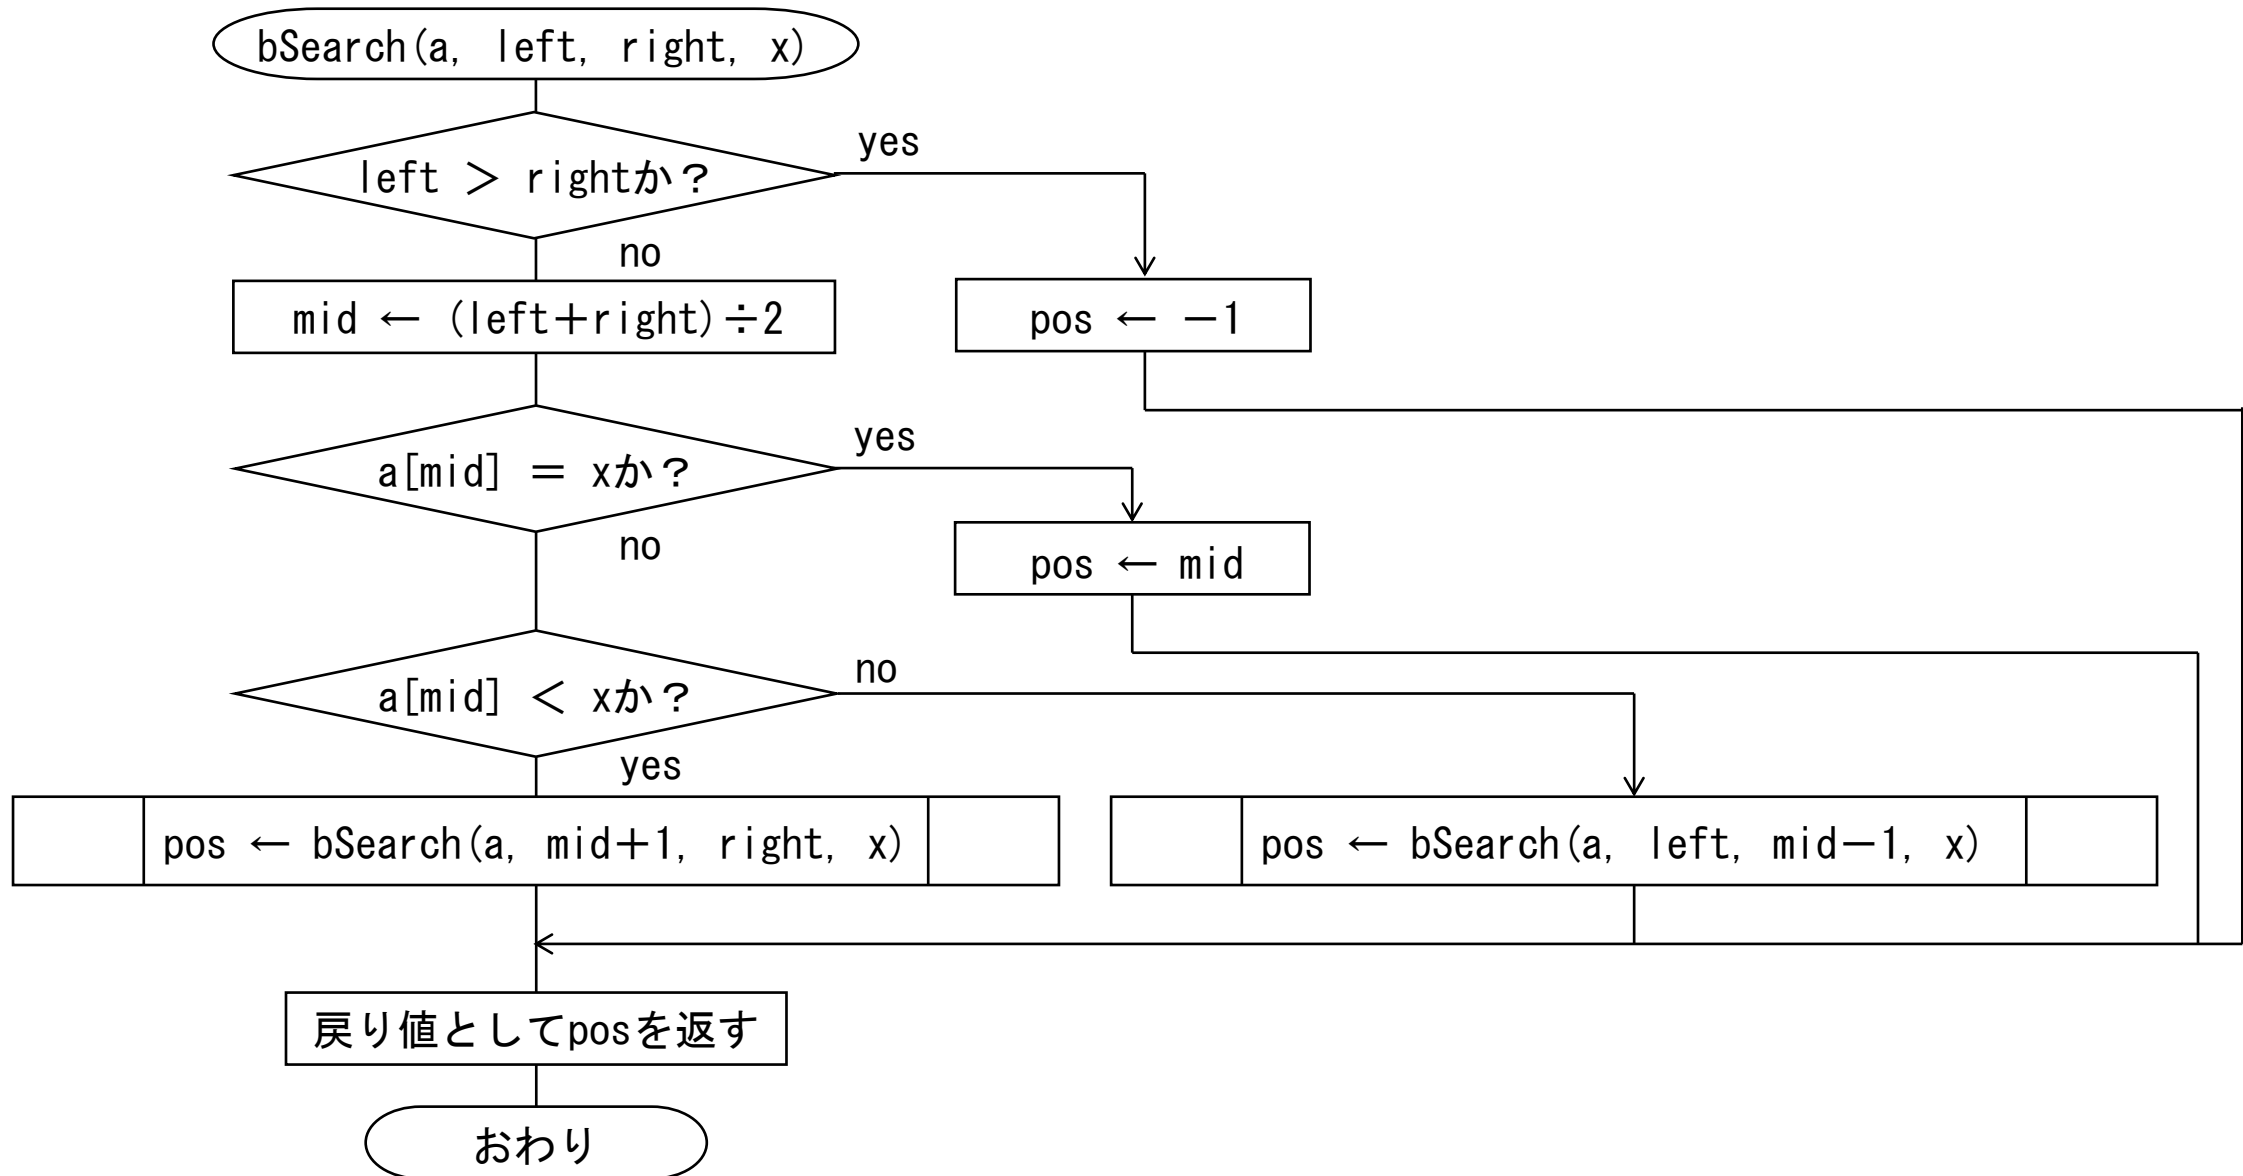 bSearch(a, left, right, x)
yes
left ＞ rightか？
no
mid ← (left＋right)÷2
pos ← －1
yes
a[mid] ＝ xか？
no
pos ← mid
no
a[mid] ＜ xか？
yes
pos ← bSearch(a, mid＋1, right, x)
pos ← bSearch(a, left, mid－1, x)
戻り値としてposを返す
おわり